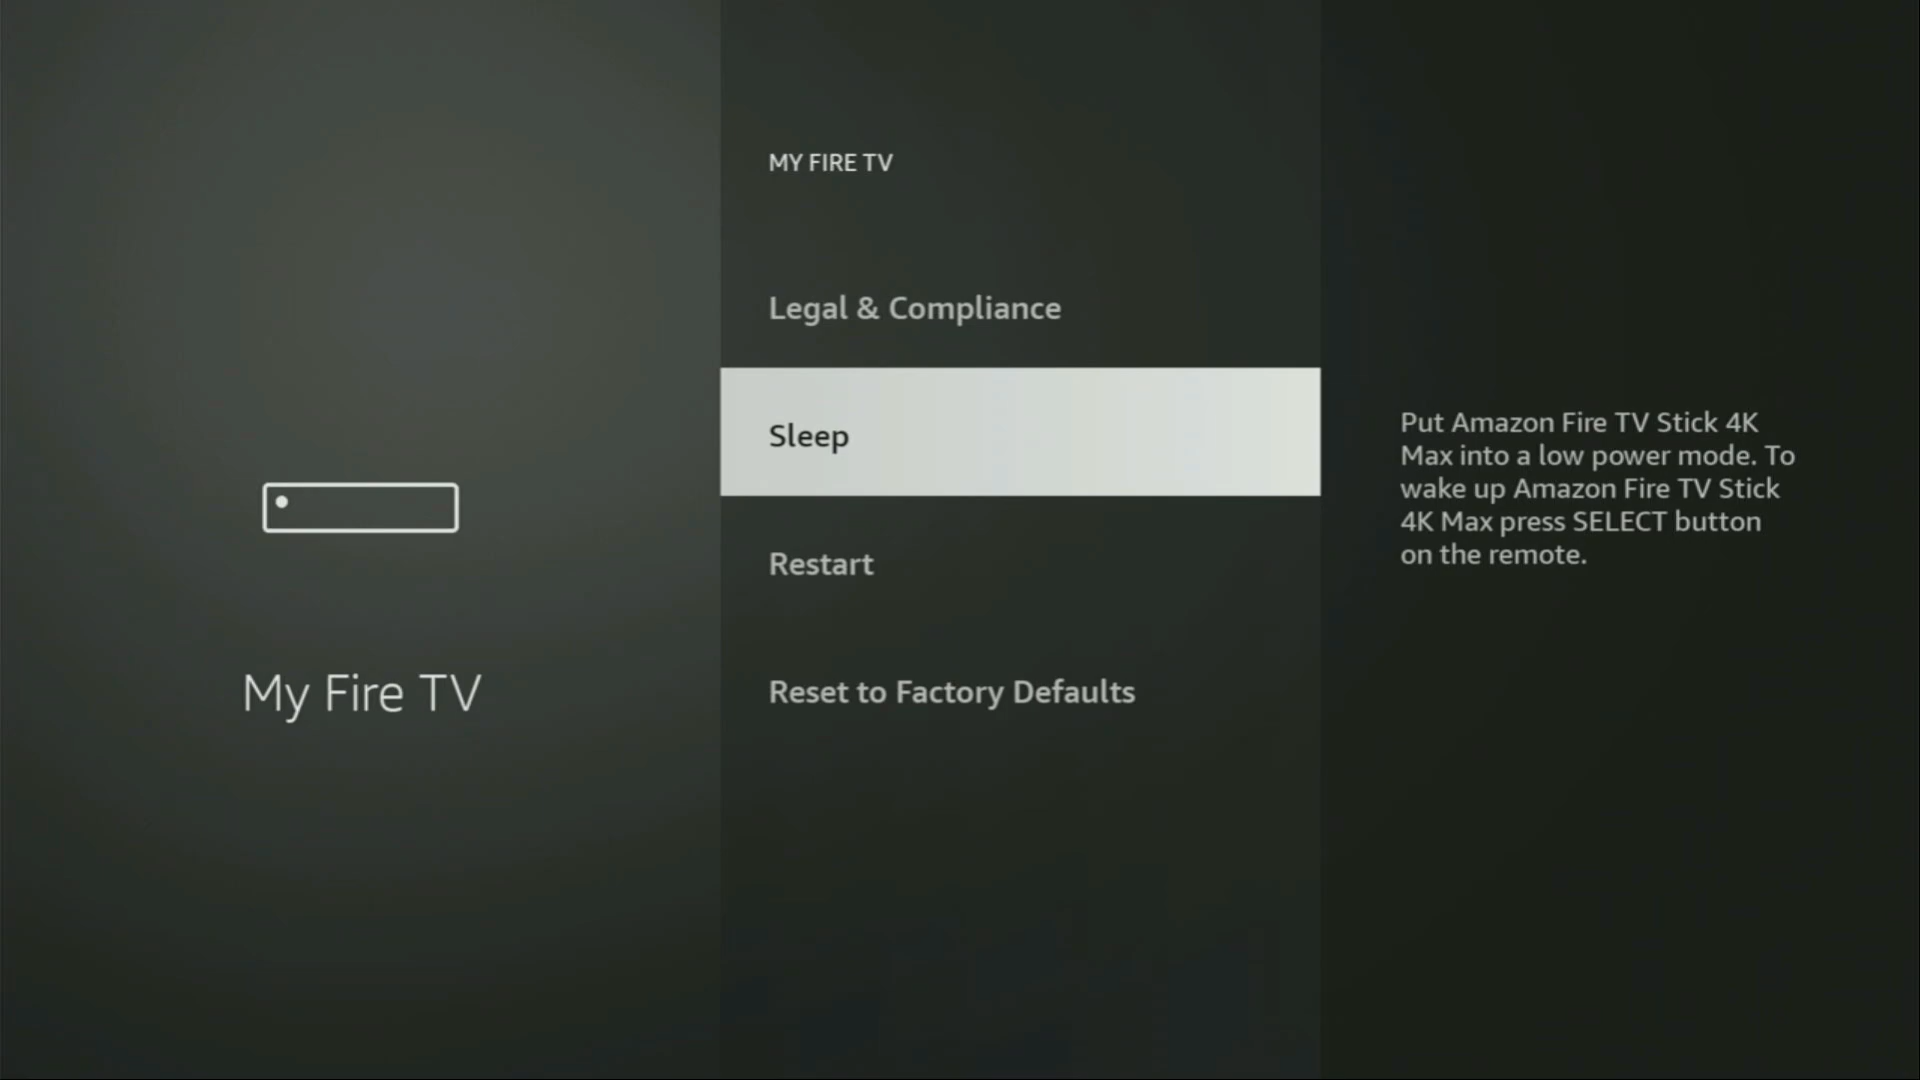 MY FIRE TV
Legal & Compliance
Sleep
Restart
Reset to Factory Defaults
My Fire TV
Put Amazon Fire TV Stick 4K
Max into a low power mode. To
wake up Amazon Fire TV Stick
4K Max press SELECT button
on the remote.